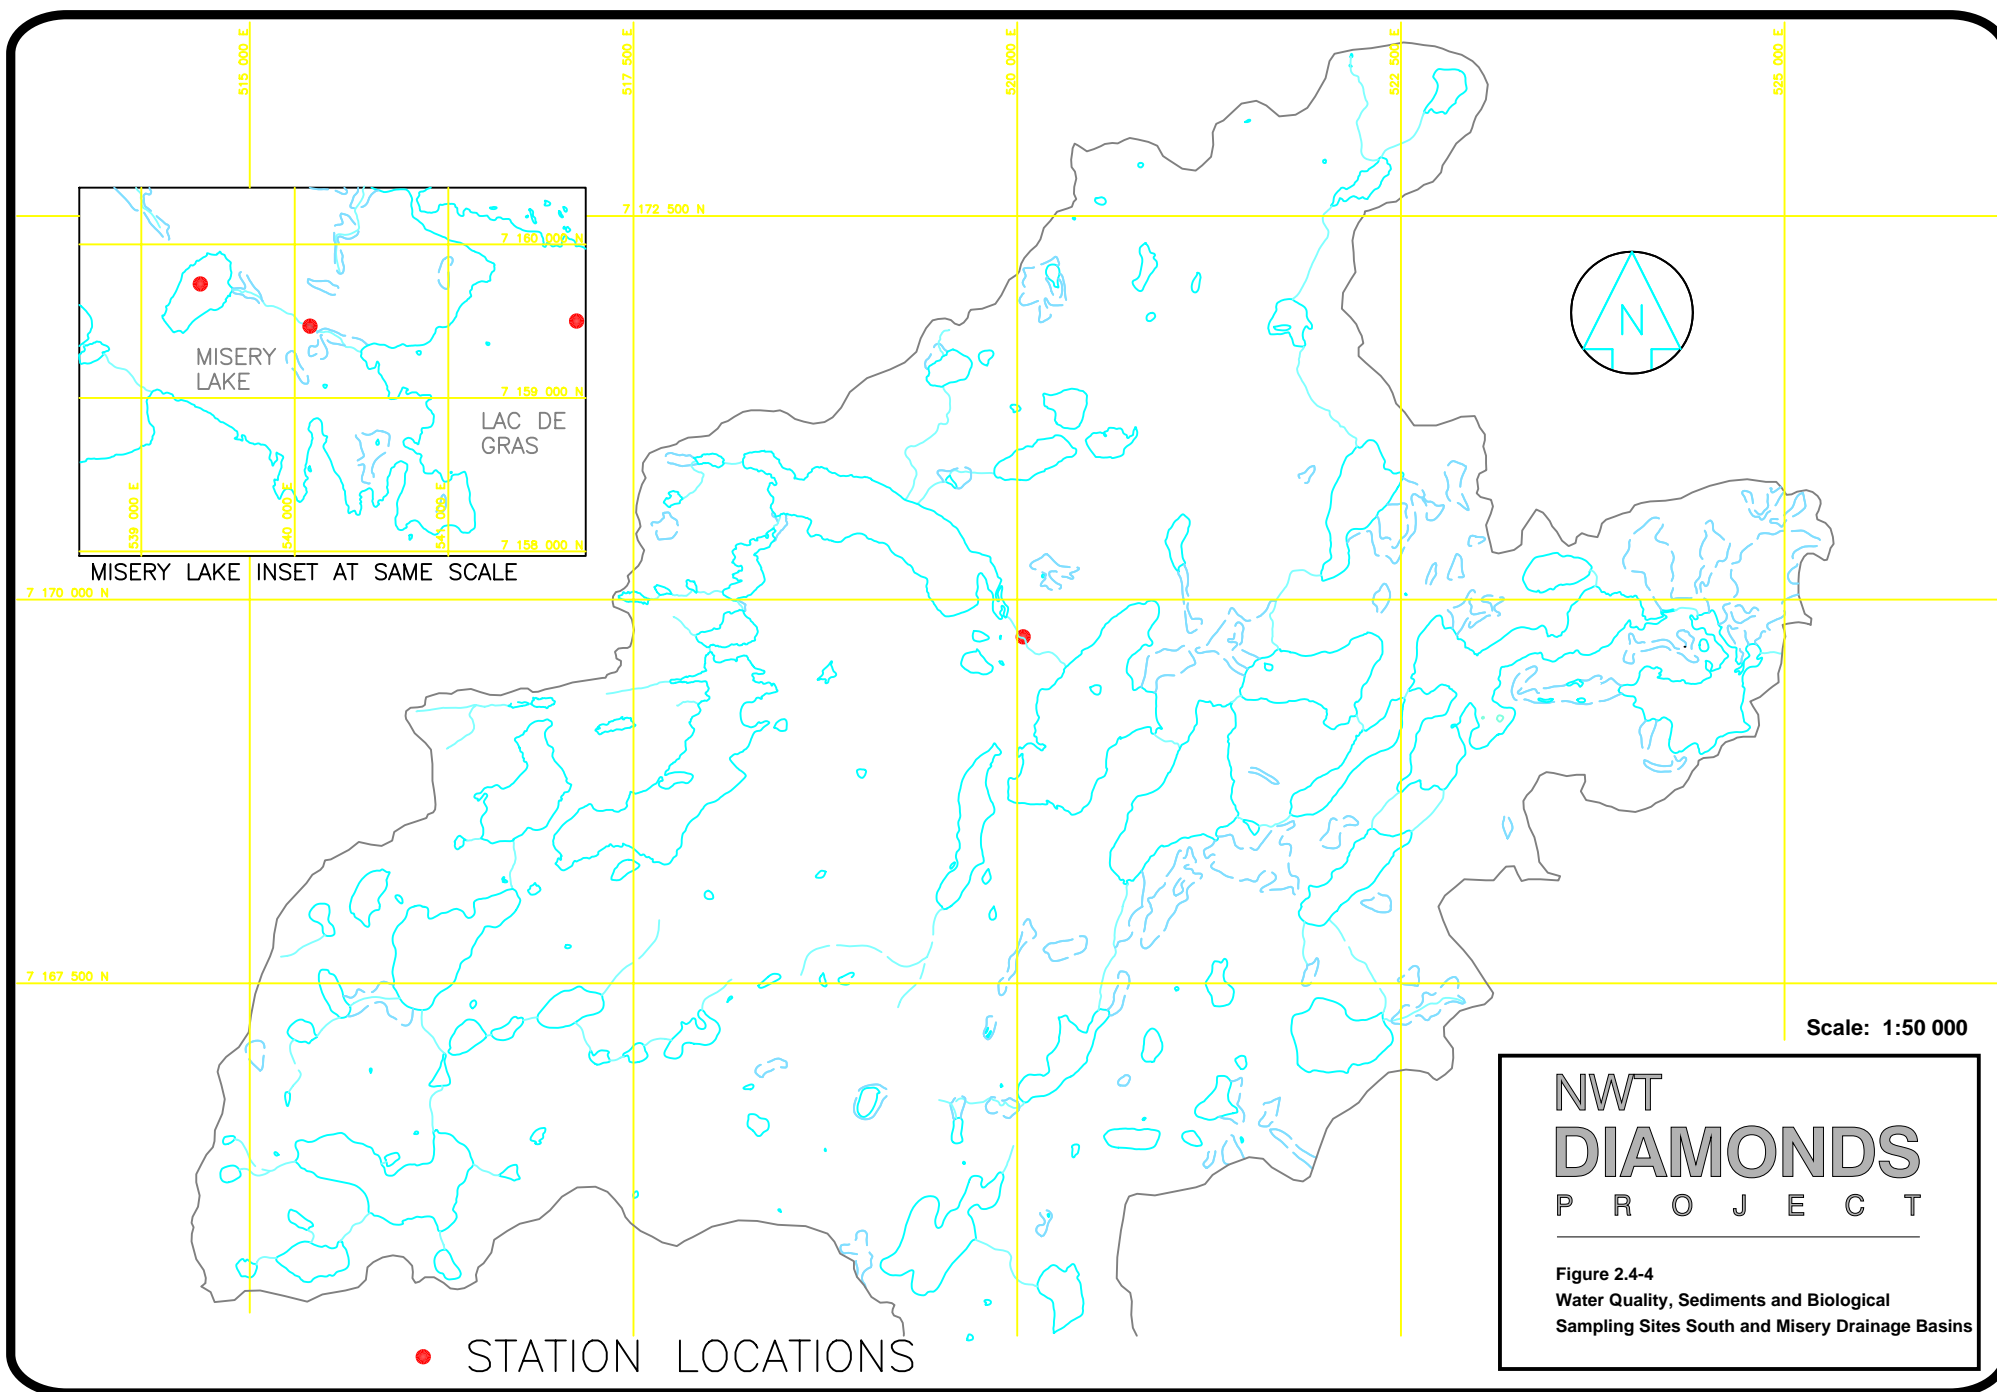 515 000 E
517 500 E
520 000 E
522 500 E
525 000 E
7 172 500 N
7 160 000 N
MISERY
LAKE
7 159 000 N
LAC DE
GRAS
539 000 E
540 000 E
541 000 E
7 158 000 N
MISERY LAKE INSET AT SAME SCALE
N
7 170 000 N
7 167 500 N
Scale: 1:50 000
NWT
DIAMONDS
PROJECT
Figure 2.4-4
Water Quality, Sediments and Biological
Sampling Sites South and Misery Drainage Basins
STATION LOCATIONS